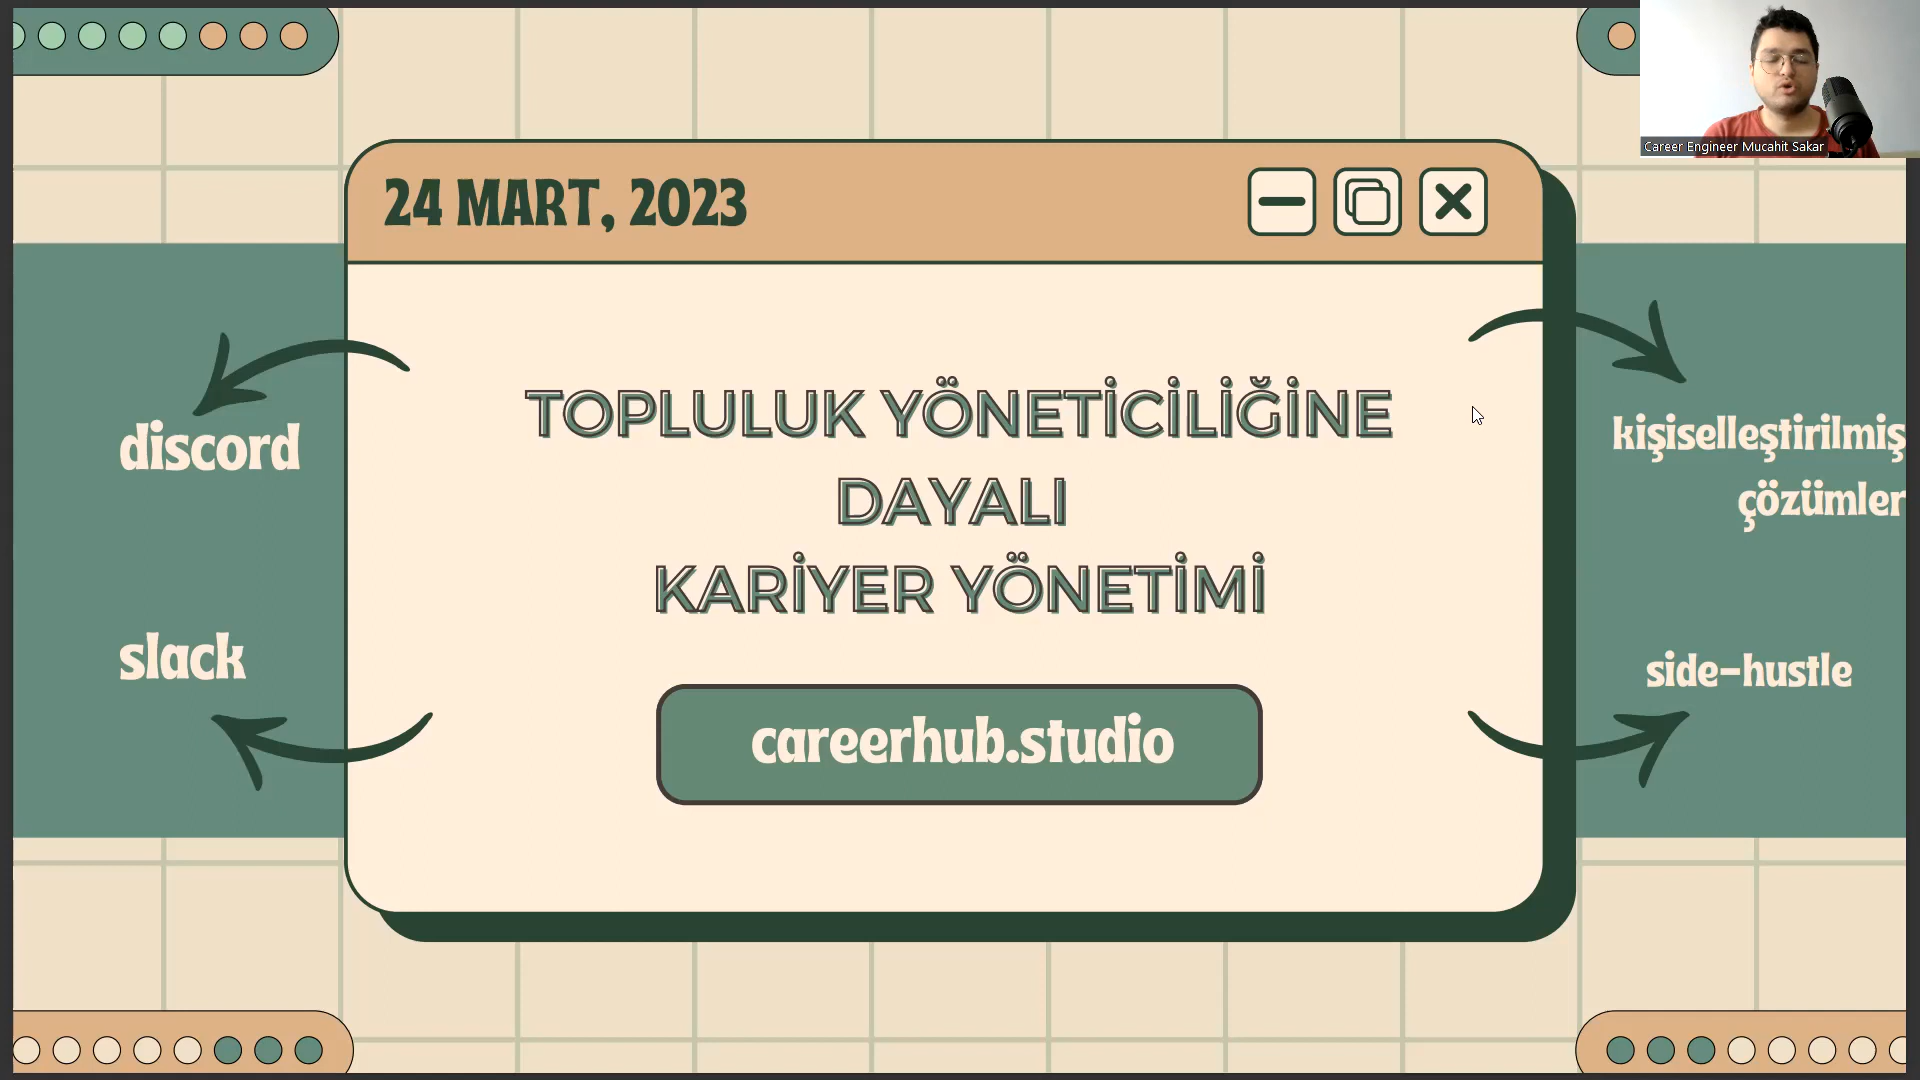 Career Engineer Mucahit Sakar
24 MART, 2023
TOPLULUK YÖNETİCİLİĞİNE
DAYALI
KARİYER YÖNETİMİ
careerhub.studio
discord
slack
kişiselleştirilmiş
çözümler
side-hustle